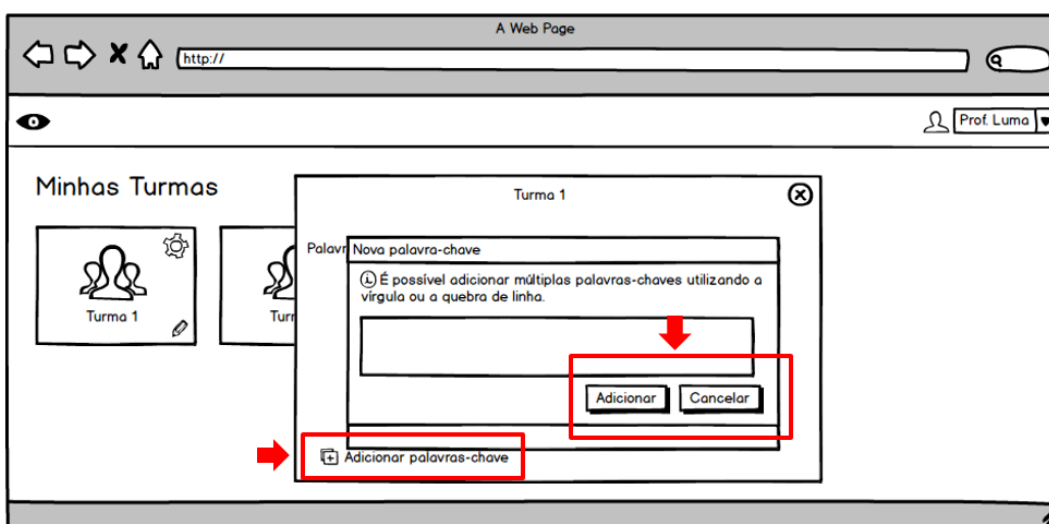 A Web Page
http://
Prof. Luma
Minhas Turmas
Turma 1
Turma 1
Nova palavra-chave
É possível adicionar múltiplas palavras-chaves utilizando a
vírgula ou a quebra de linha.
Adicionar
Cancelar
Adicionar palavras-chave